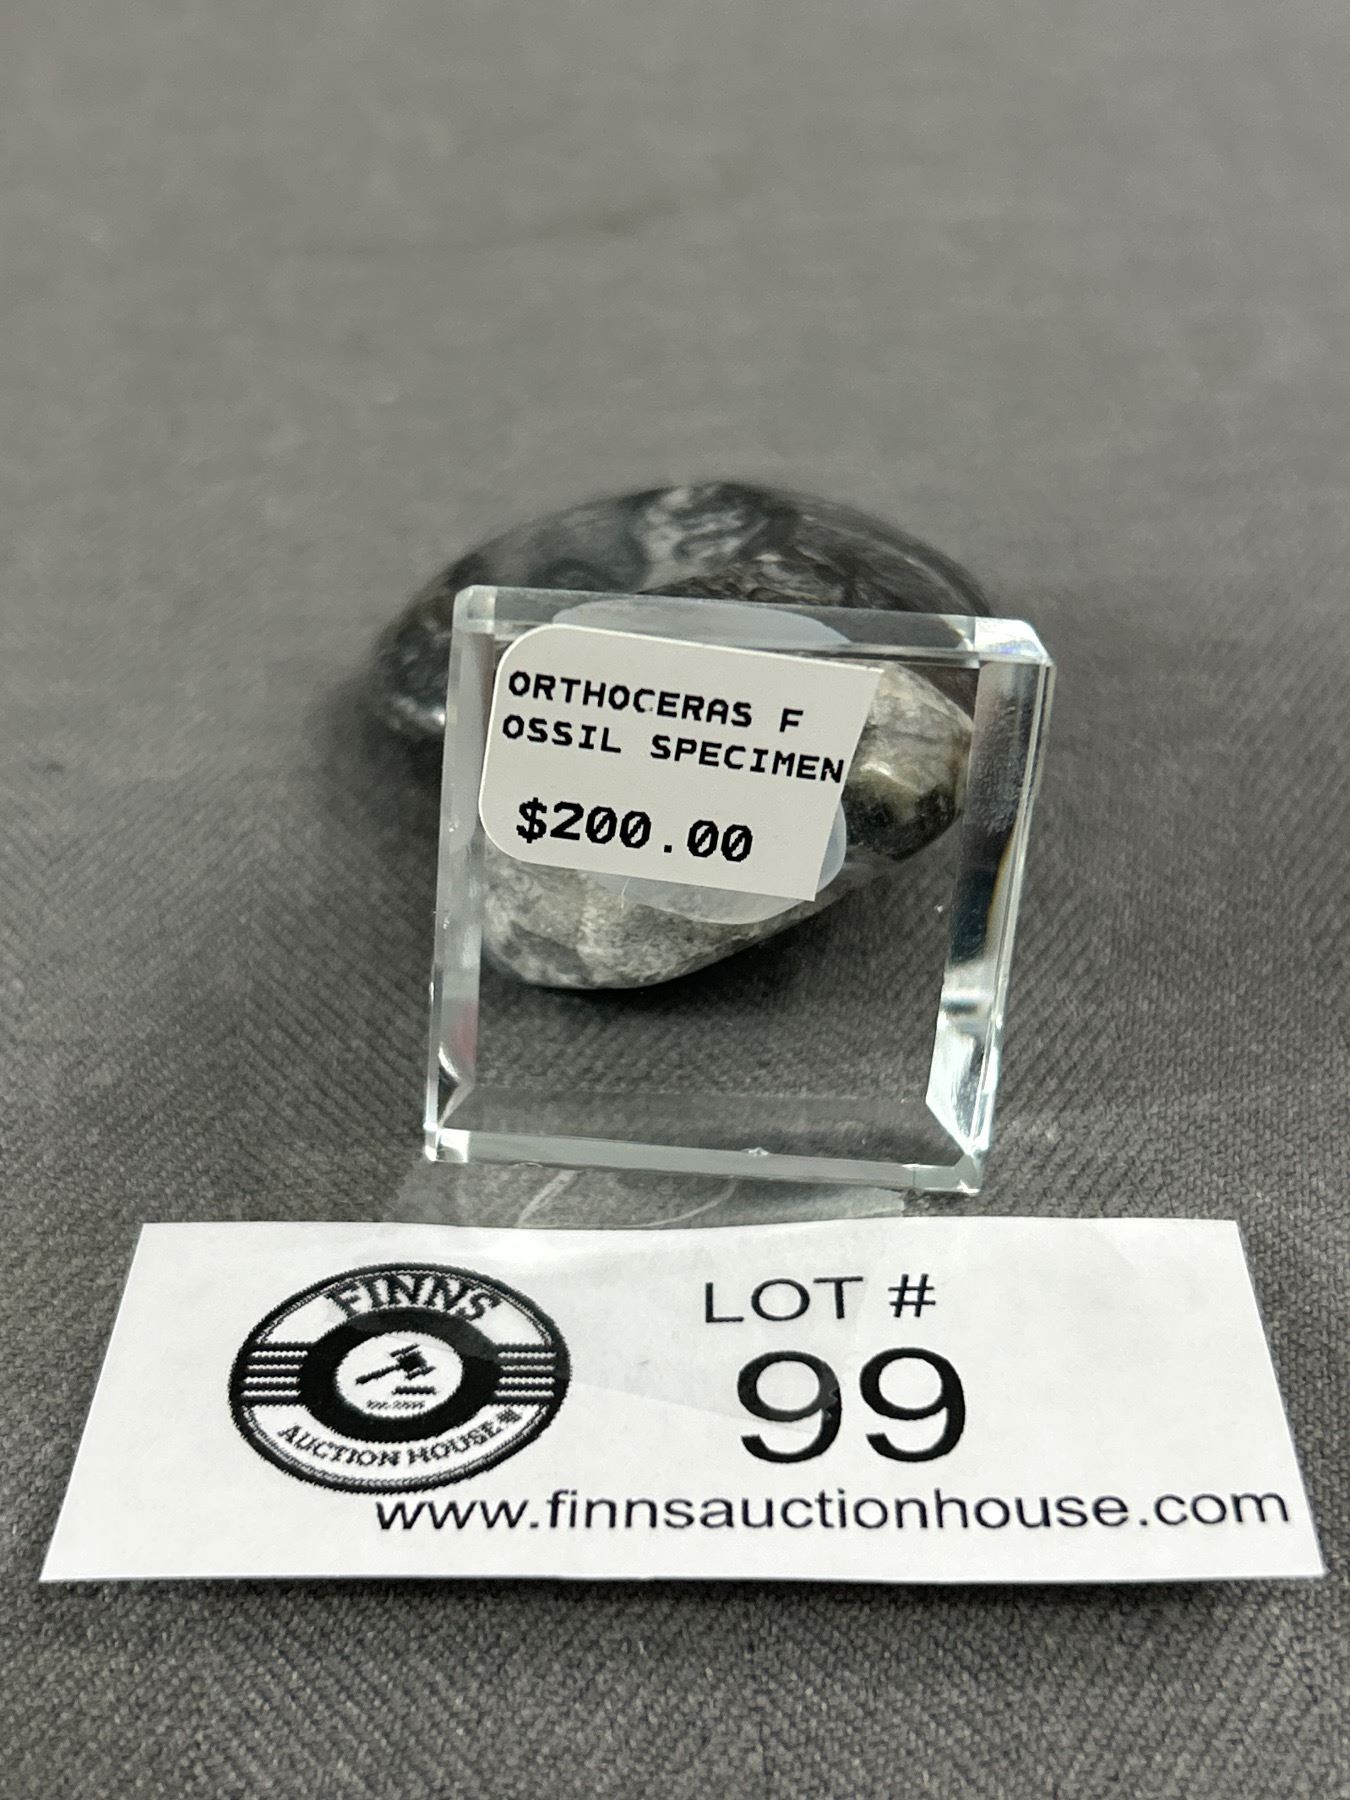 ORTHOCERAS F
OSSIL SPECIMEN
$200.00
FINNS
AUCTION HOUSE
LOT #
99
www.finnsauctionhouse.com